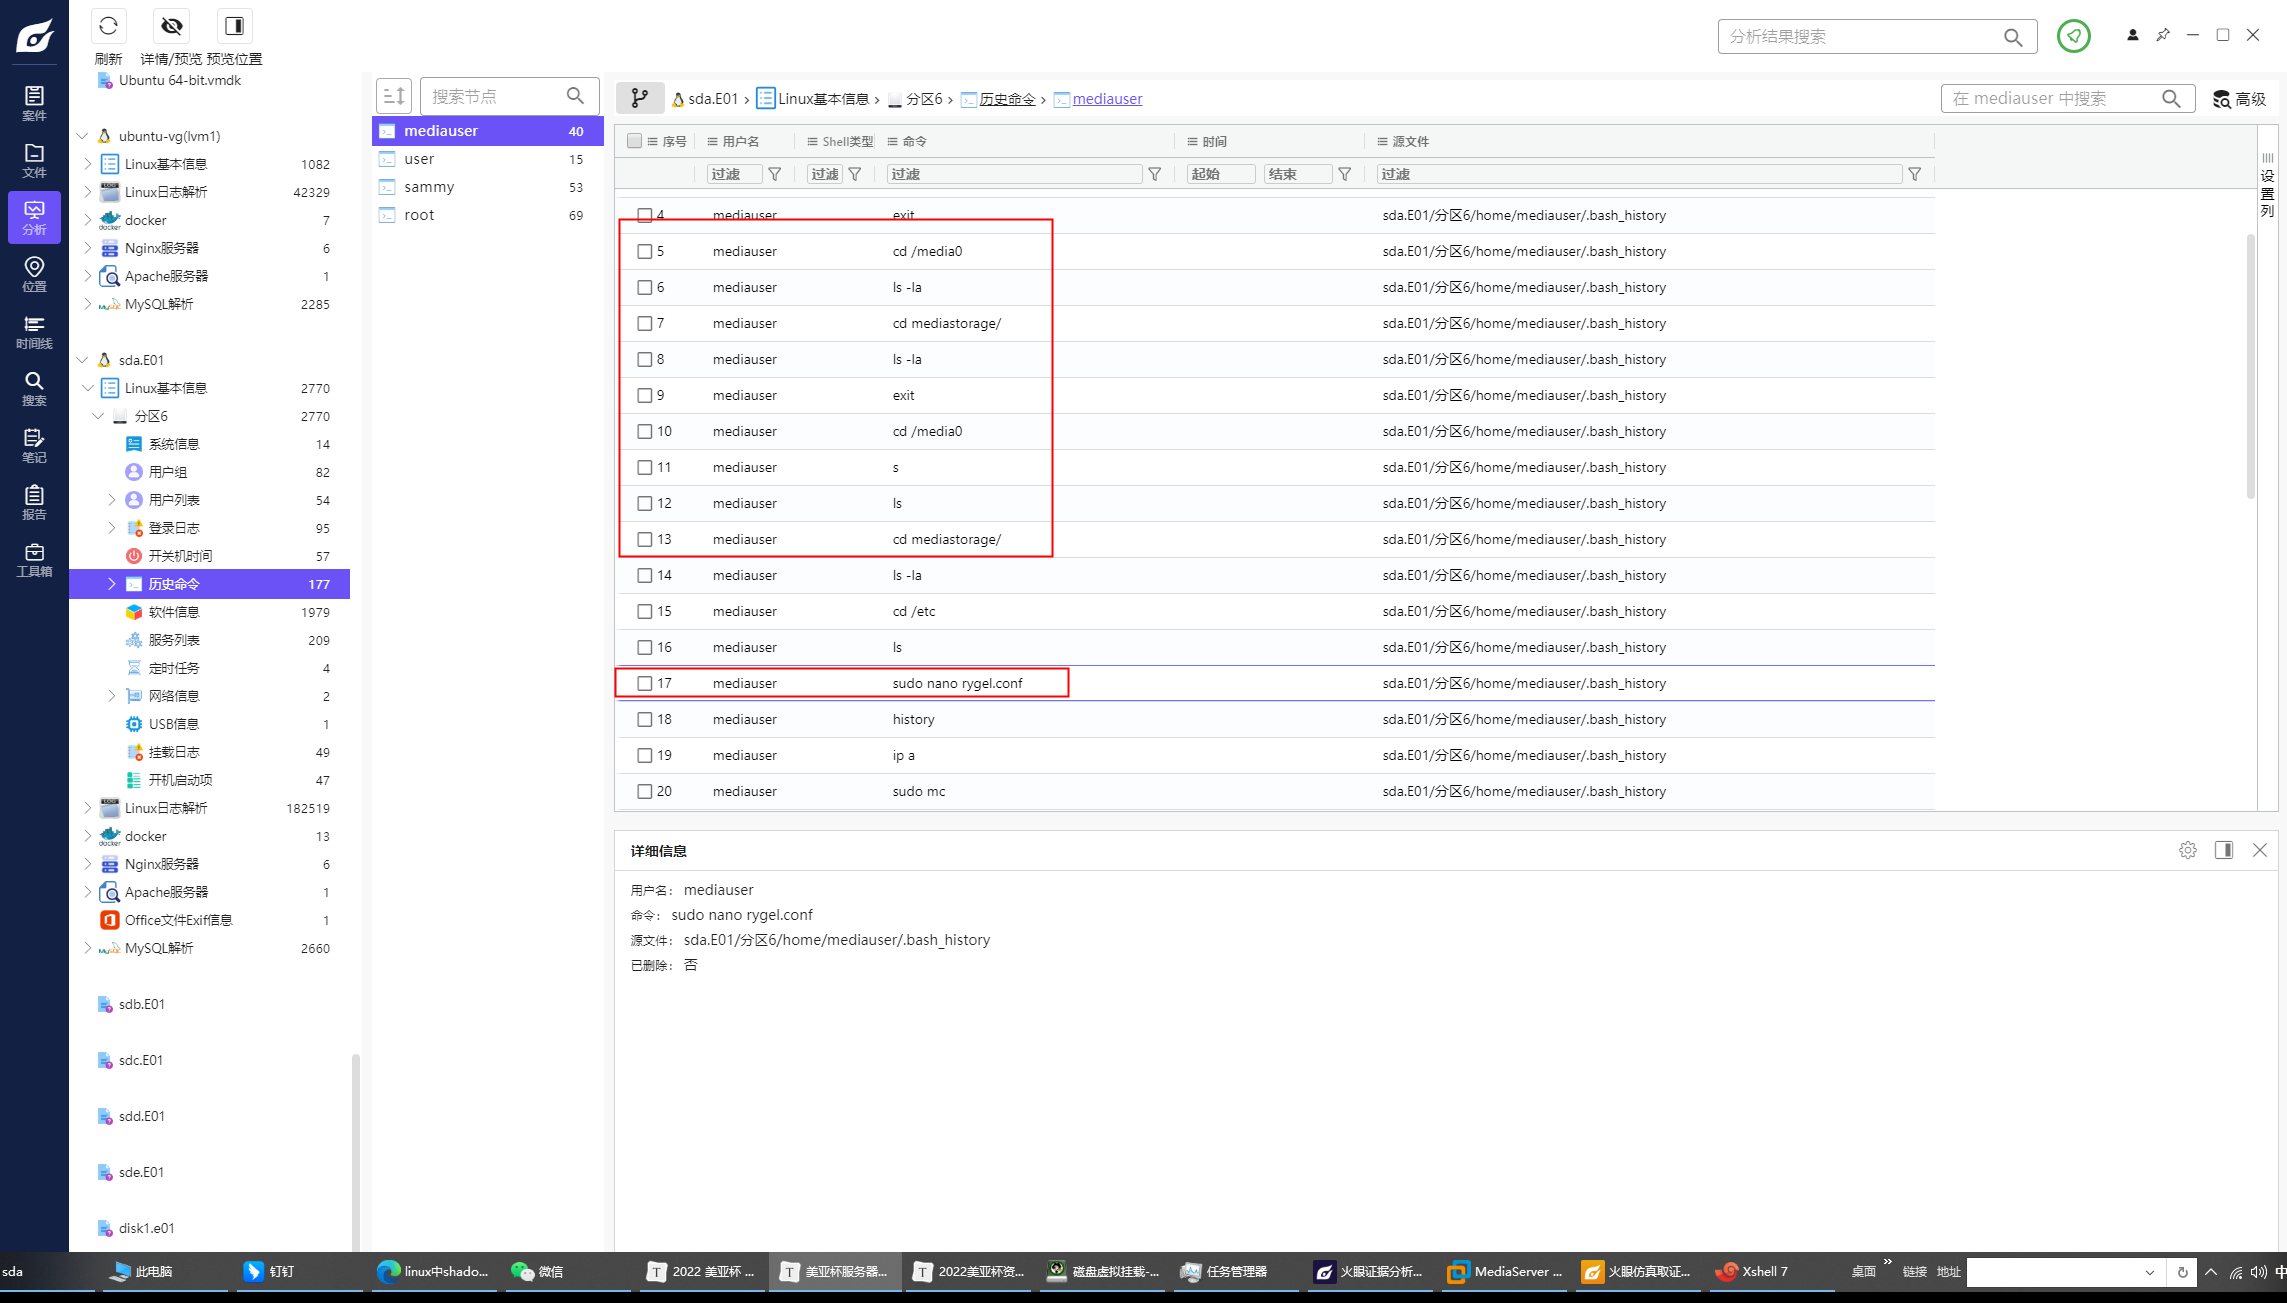 刷新
详情/预览
预览位置
分析结果搜索
案件
文件
分析
位置
时间线
搜索
笔记
报告
工具箱
Ubuntu 64-bit.vmdk
ubuntu-vg(lvm1)
Linux基本信息 1082
Linux日志解析 42329
docker 7
Nginx服务器 6
Apache服务器 1
MySQL解析 2285
sda.E01
Linux基本信息 2770
分区6 2770
系统信息 14
用户组 82
用户列表 54
登录日志 95
开关机时间 57
历史命令 177
软件信息 1979
服务列表 209
定时任务 4
网络信息 2
USB信息 1
挂载日志 49
开机启动项 47
Linux日志解析 182519
docker 13
Nginx服务器 6
Apache服务器 1
Office文件Exif信息 1
MySQL解析 2660
sdb.E01
sdc.E01
sdd.E01
sde.E01
disk1.e01
搜索节点
mediauser 40
user 15
sammy 53
root 69
sda.E01 › Linux基本信息 › 分区6 › 历史命令 › mediauser
在 mediauser 中搜索
高级
序号 用户名 Shell类型 命令 时间 源文件
过滤 过滤 过滤 起始 结束 过滤
设置列
4 mediauser exit sda.E01/分区6/home/mediauser/.bash_history
5 mediauser cd /media0 sda.E01/分区6/home/mediauser/.bash_history
6 mediauser ls -la sda.E01/分区6/home/mediauser/.bash_history
7 mediauser cd mediastorage/ sda.E01/分区6/home/mediauser/.bash_history
8 mediauser ls -la sda.E01/分区6/home/mediauser/.bash_history
9 mediauser exit sda.E01/分区6/home/mediauser/.bash_history
10 mediauser cd /media0 sda.E01/分区6/home/mediauser/.bash_history
11 mediauser s sda.E01/分区6/home/mediauser/.bash_history
12 mediauser ls sda.E01/分区6/home/mediauser/.bash_history
13 mediauser cd mediastorage/ sda.E01/分区6/home/mediauser/.bash_history
14 mediauser ls -la sda.E01/分区6/home/mediauser/.bash_history
15 mediauser cd /etc sda.E01/分区6/home/mediauser/.bash_history
16 mediauser ls sda.E01/分区6/home/mediauser/.bash_history
17 mediauser sudo nano rygel.conf sda.E01/分区6/home/mediauser/.bash_history
18 mediauser history sda.E01/分区6/home/mediauser/.bash_history
19 mediauser ip a sda.E01/分区6/home/mediauser/.bash_history
20 mediauser sudo mc sda.E01/分区6/home/mediauser/.bash_history
详细信息
用户名： mediauser
命令： sudo nano rygel.conf
源文件： sda.E01/分区6/home/mediauser/.bash_history
已删除： 否
sda 此电脑 钉钉 linux中shado... 微信 2022 美亚杯 ... 美亚杯服务器... 2022美亚杯资... 磁盘虚拟挂载-... 任务管理器 火眼证据分析... MediaServer ... 火眼仿真取证... Xshell 7 桌面 » 链接 地址 中